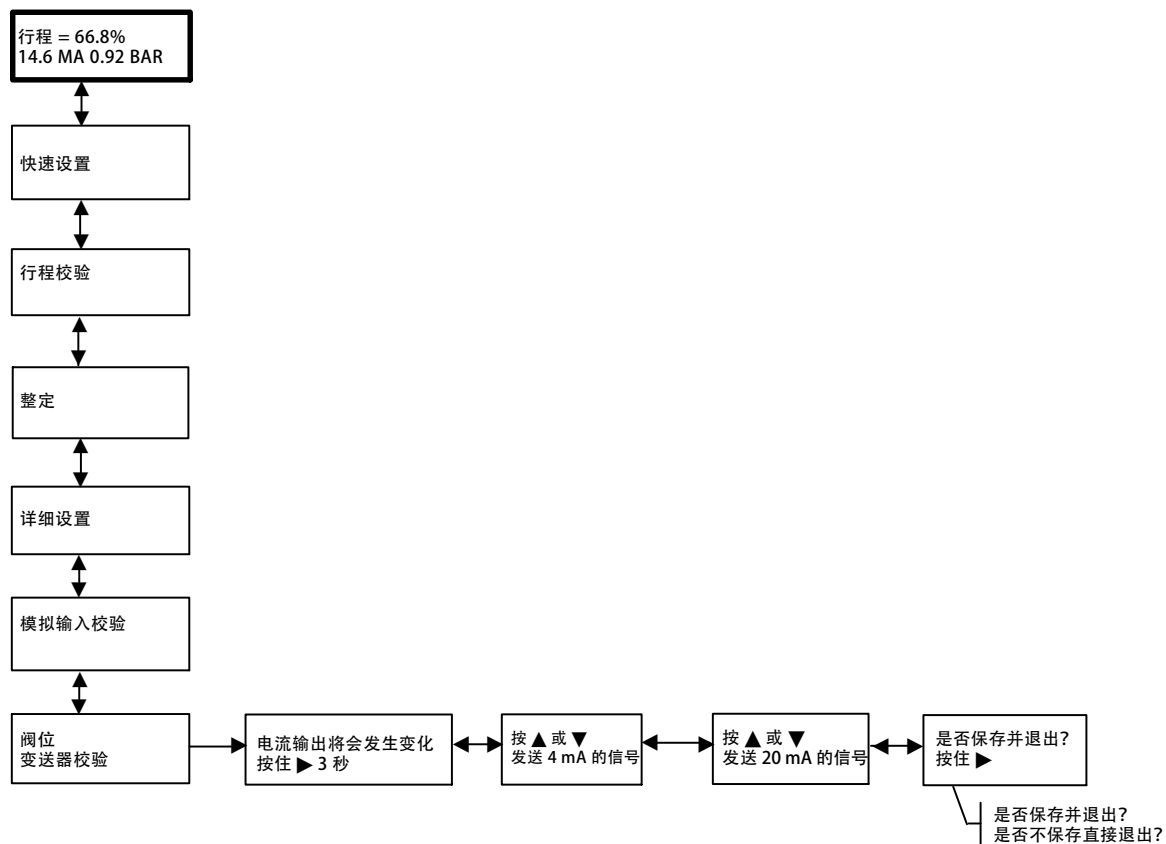 行程 = 66.8%
14.6 MA 0.92 BAR
快速设置
行程校验
整定
详细设置
模拟输入校验
阀位
变送器校验
电流输出将会发生变化
按住 ▶ 3 秒
按 ▲ 或 ▼
发送 4 mA 的信号
按 ▲ 或 ▼
发送 20 mA 的信号
是否保存并退出?
按住 ▶
是否保存并退出?
是否不保存直接退出?